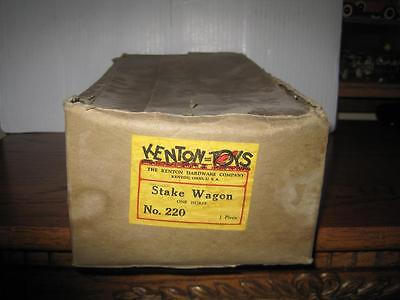 KENTON TOYS
THE KENTON HARDWARE COMPANY
KENTON, OHIO, U. S. A.
Stake Wagon
ONE HORSE
No. 220
1 Piece